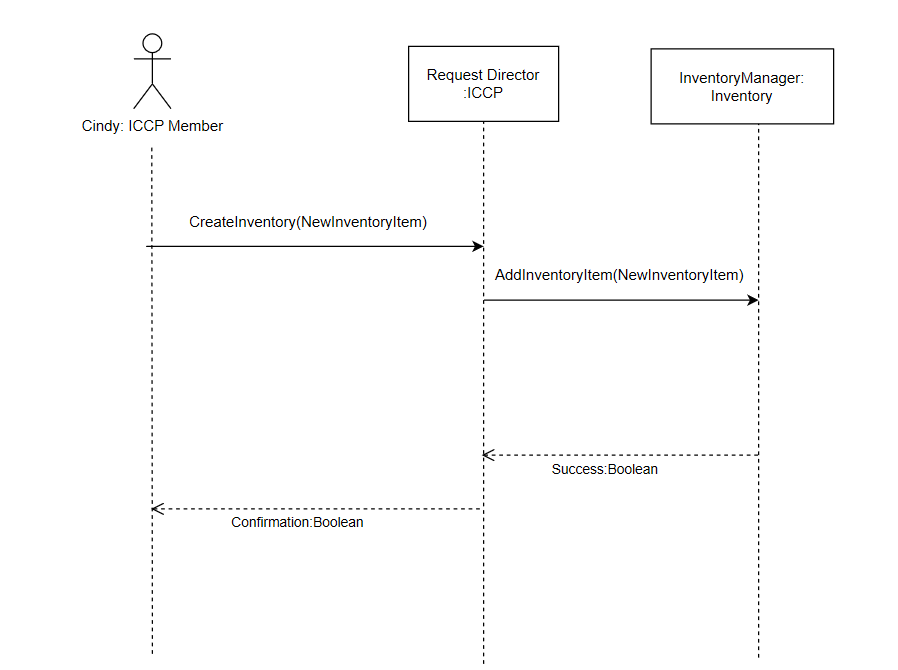 Request Director
:ICCP
InventoryManager:
Inventory
Cindy: ICCP Member
CreateInventory(NewInventoryItem)
AddInventoryItem(NewInventoryItem)
Success:Boolean
Confirmation:Boolean